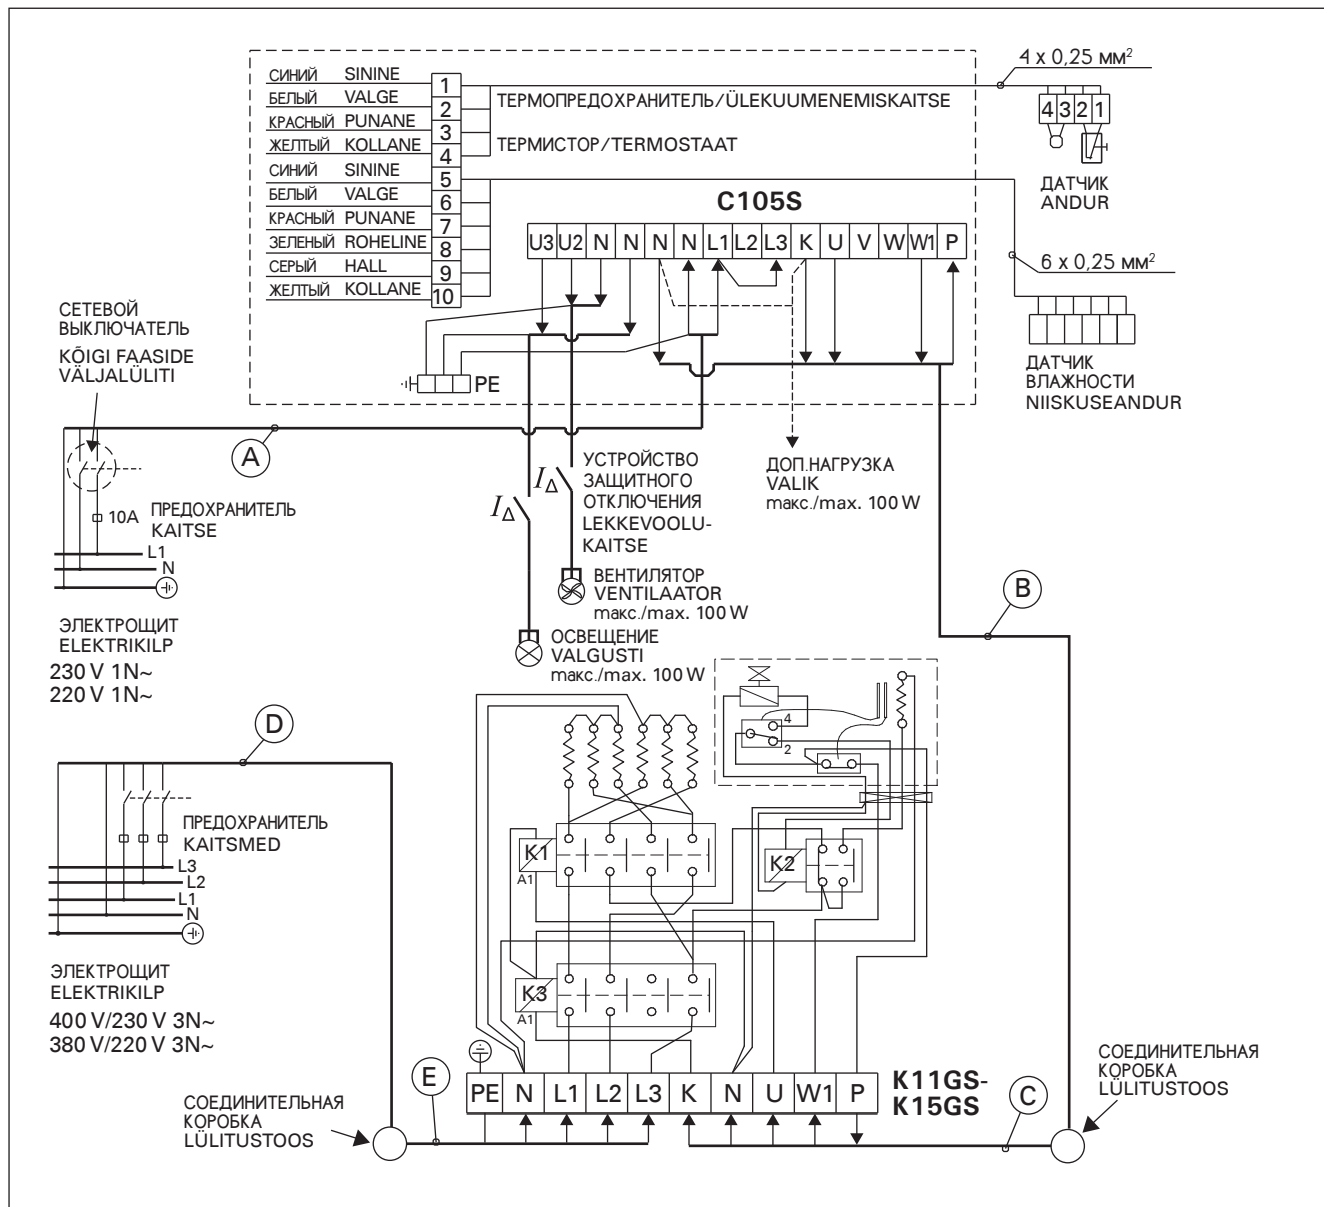 СИНИЙ SININE
БЕЛЫЙ VALGE
КРАСНЫЙ PUNANE
ЖЕЛТЫЙ KOLLANE
СИНИЙ SININE
БЕЛЫЙ VALGE
КРАСНЫЙ PUNANE
ЗЕЛЕНЫЙ ROHELINE
СЕРЫЙ HALL
ЖЕЛТЫЙ KOLLANE
1
2
3
4
5
6
7
8
9
10
ТЕРМОПРЕДОХРАНИТЕЛЬ/ÜLEKUUMENEMISKAITSE
ТЕРМИСТОР/TERMOSTAAT
4 x 0,25 мм²
4 3 2 1
ДАТЧИК
ANDUR
C105S
U3 U2 N N N N L1 L2 L3 K U V W W1 P
6 x 0,25 мм²
ДАТЧИК
ВЛАЖНОСТИ
NIISKUSEANDUR
PE
СЕТЕВОЙ
ВЫКЛЮЧАТЕЛЬ
KÕIGI FAASIDE
VÄLJALÜLITI
A
10A
ПРЕДОХРАНИТЕЛЬ
KAITSE
L1
N
ЭЛЕКТРОЩИТ
ELEKTRIKILP
230 V 1N~
220 V 1N~
I∆
I∆
УСТРОЙСТВО
ЗАЩИТНОГО
ОТКЛЮЧЕНИЯ
LEKKEVOOLU-
KAITSE
ДОП.НАГРУЗКА
VALIK
макс./max. 100 W
ВЕНТИЛЯТОР
VENTILAATOR
макс./max. 100 W
ОСВЕЩЕНИЕ
VALGUSTI
макс./max. 100 W
B
D
ПРЕДОХРАНИТЕЛЬ
KAITSMED
L3
L2
L1
N
ЭЛЕКТРОЩИТ
ELEKTRIKILP
400 V/230 V 3N~
380 V/220 V 3N~
4
2
K1
A1
K2
K3
A1
PE N L1 L2 L3 K N U W1 P
K11GS-
K15GS
E
C
СОЕДИНИТЕЛЬНАЯ
КОРОБКА
LÜLITUSTOOS
СОЕДИНИТЕЛЬНАЯ
КОРОБКА
LÜLITUSTOOS